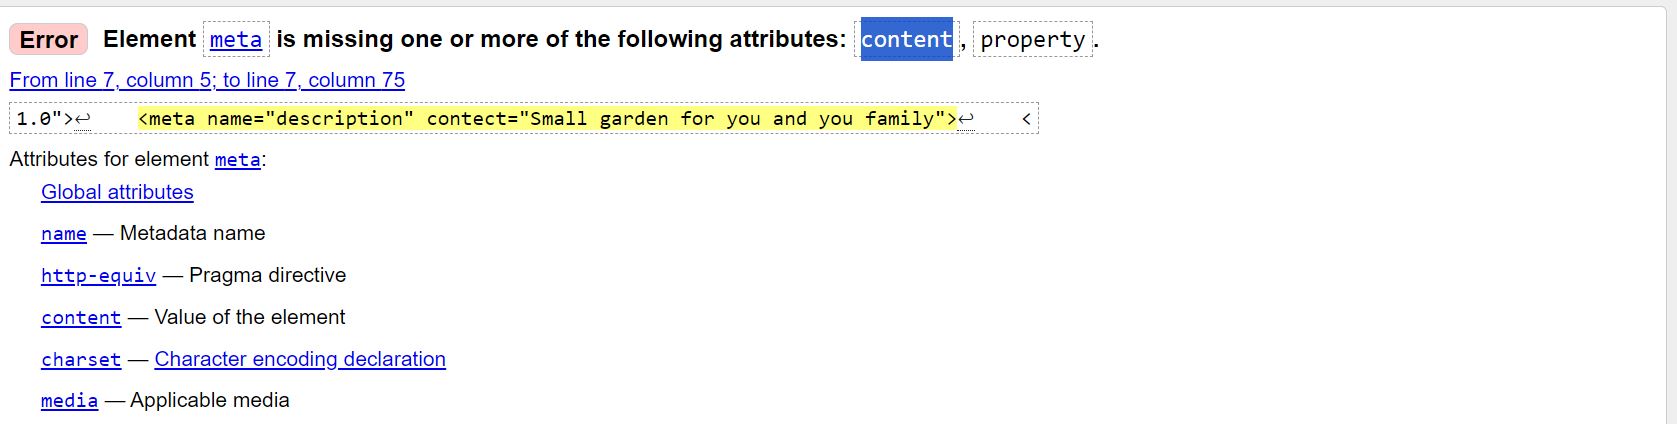 Error Element meta is missing one or more of the following attributes: content, property.
From line 7, column 5; to line 7, column 75
1.0">↩ <meta name="description" contect="Small garden for you and you family">↩ <
Attributes for element meta:
Global attributes
name — Metadata name
http-equiv — Pragma directive
content — Value of the element
charset — Character encoding declaration
media — Applicable media